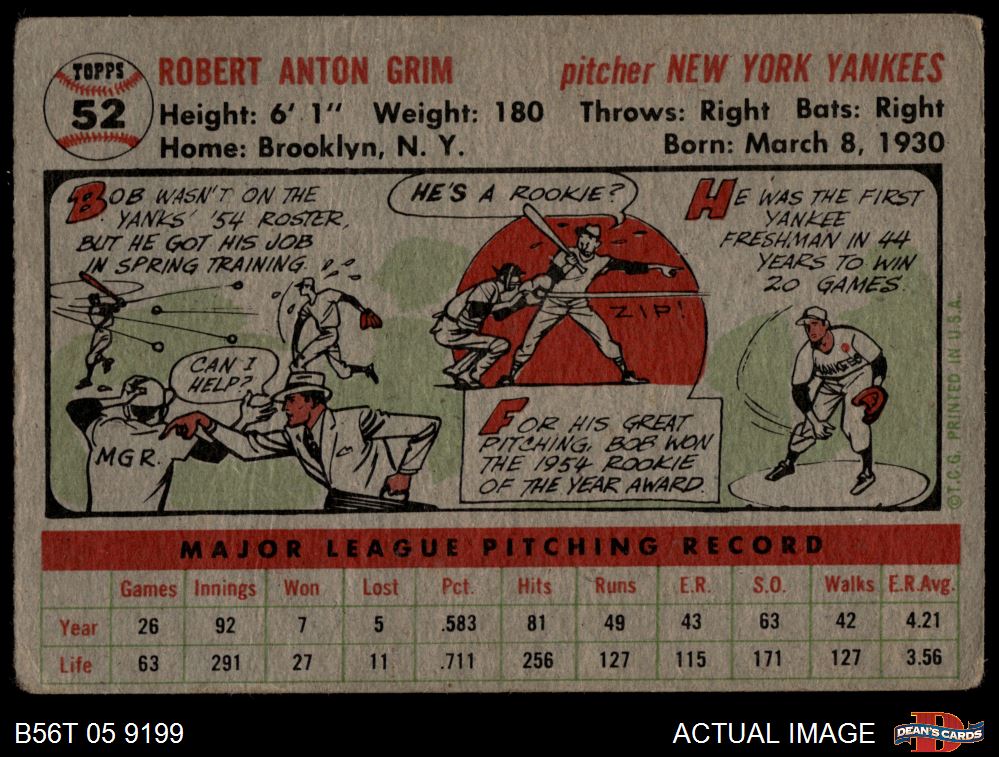 TOPPS
52
ROBERT ANTON GRIM pitcher NEW YORK YANKEES
Height: 6' 1" Weight: 180 Throws: Right Bats: Right
Home: Brooklyn, N. Y. Born: March 8, 1930
BOB WASN'T ON THE
YANKS' '54 ROSTER,
BUT HE GOT HIS JOB
IN SPRING TRAINING.
CAN I
HELP?
MGR.
HE'S A ROOKIE?
ZIP!
FOR HIS GREAT
PITCHING, BOB WON
THE 1954 ROOKIE
OF THE YEAR AWARD.
HE WAS THE FIRST
YANKEE
FRESHMAN IN 44
YEARS TO WIN
20 GAMES.
YANKEES
©T.C.G. PRINTED IN U.S.A.
MAJOR LEAGUE PITCHING RECORD
Games Innings Won Lost Pct. Hits Runs E.R. S.O. Walks E.R.Avg.
Year 26 92 7 5 .583 81 49 43 63 42 4.21
Life 63 291 27 11 .711 256 127 115 171 127 3.56
B56T 05 9199 ACTUAL IMAGE DEAN'S CARDS